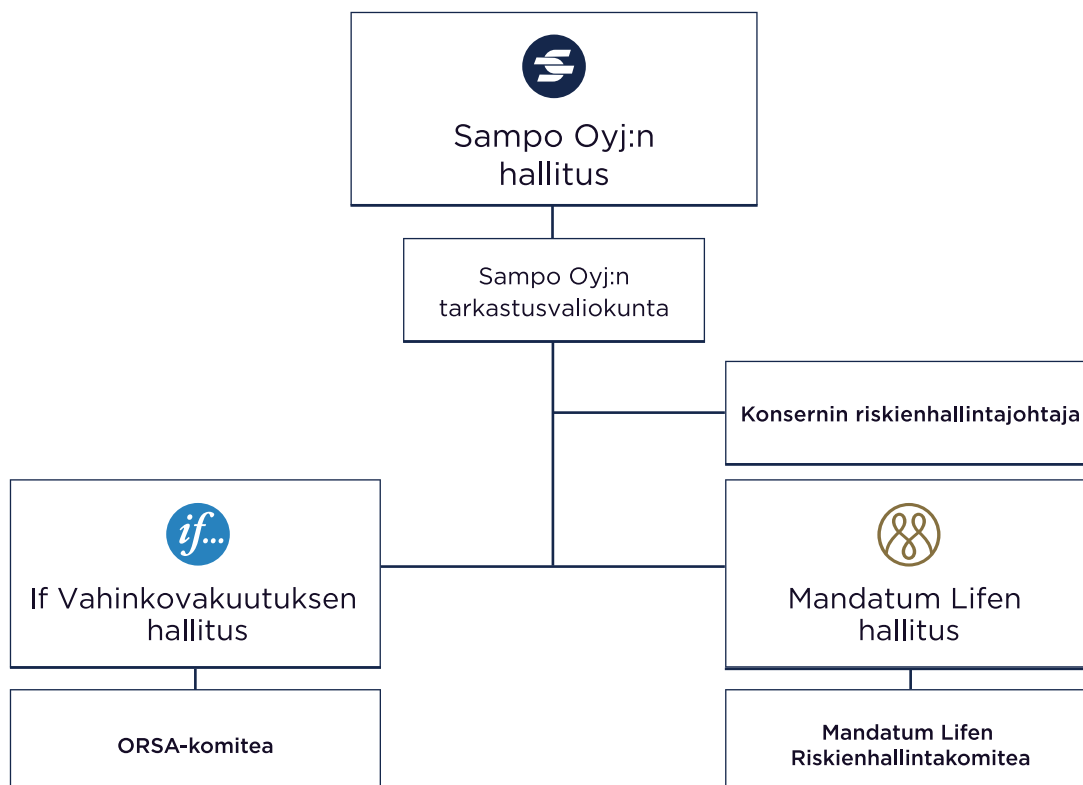 Sampo Oyj:n
hallitus
Sampo Oyj:n
tarkastusvaliokunta
Konsernin riskienhallintajohtaja
if...
If Vahinkovakuutuksen
hallitus
Mandatum Lifen
hallitus
ORSA-komitea
Mandatum Lifen
Riskienhallintakomitea